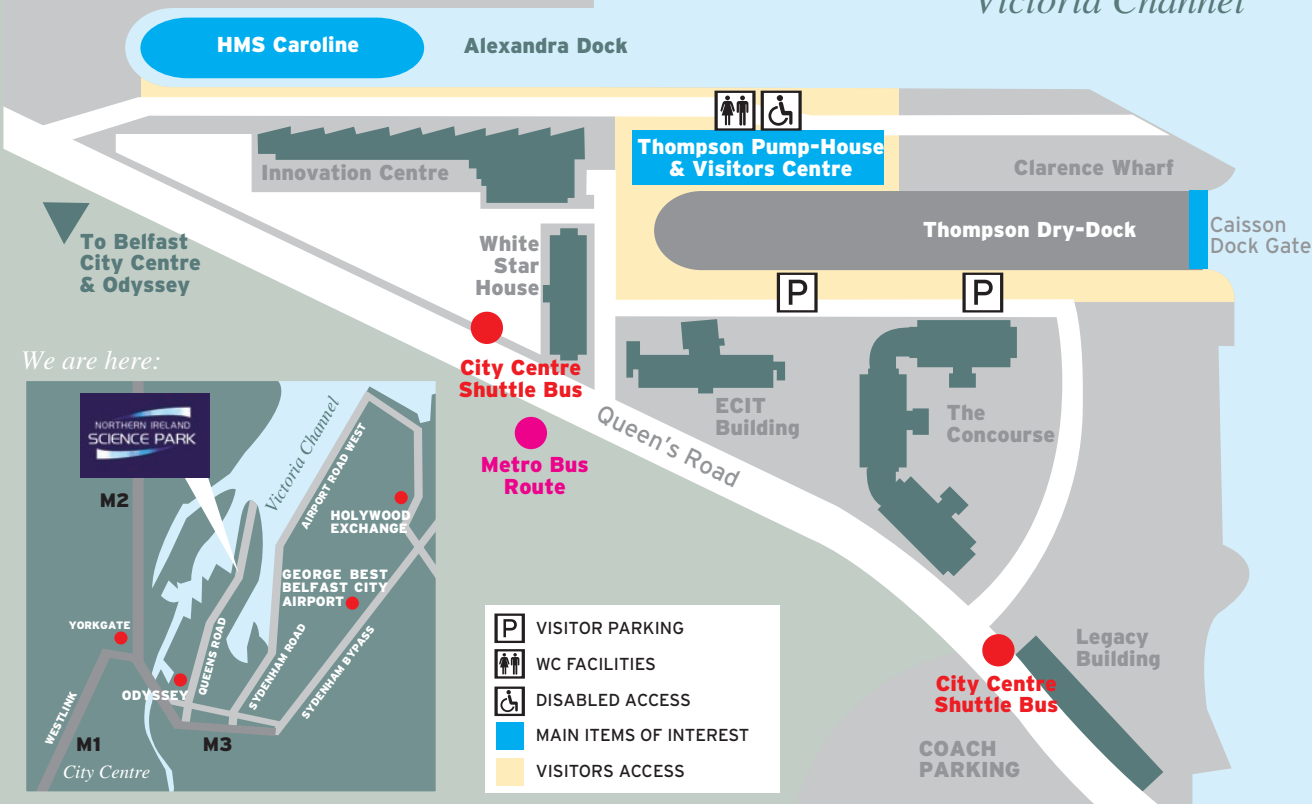 Victoria Channel
HMS Caroline
Alexandra Dock
Thompson Pump-House
& Visitors Centre
Innovation Centre
Clarence Wharf
Thompson Dry-Dock
Caisson
Dock Gate
To Belfast
City Centre
& Odyssey
White
Star
House
P
P
City Centre
Shuttle Bus
Metro Bus
Route
Queen's Road
ECIT
Building
The
Concourse
We are here:
NORTHERN IRELAND
SCIENCE PARK
Victoria Channel
AIRPORT ROAD WEST
M2
HOLYWOOD
EXCHANGE
GEORGE BEST
BELFAST CITY
AIRPORT
YORKGATE
QUEENS ROAD
SYDENHAM ROAD
SYDENHAM BYPASS
ODYSSEY
WESTLINK
M1
M3
City Centre
P VISITOR PARKING
WC FACILITIES
DISABLED ACCESS
MAIN ITEMS OF INTEREST
VISITORS ACCESS
Legacy
Building
City Centre
Shuttle Bus
COACH
PARKING